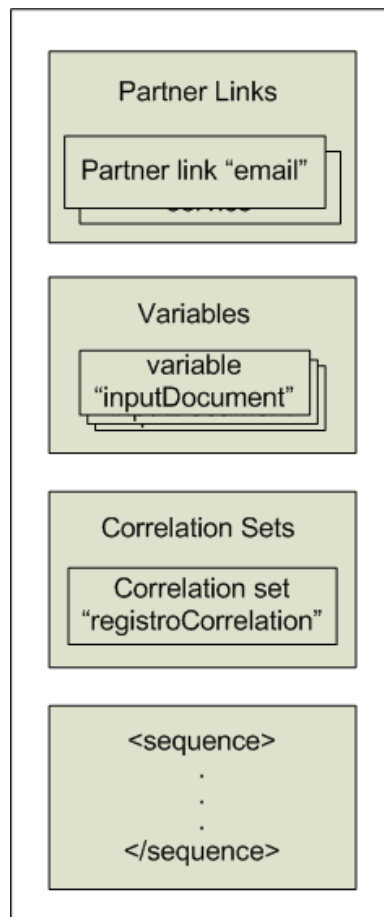 Partner Links
Partner link “email”
Variables
variable
“inputDocument”
Correlation Sets
Correlation set
“registroCorrelation”
<sequence>
.
.
.
</sequence>